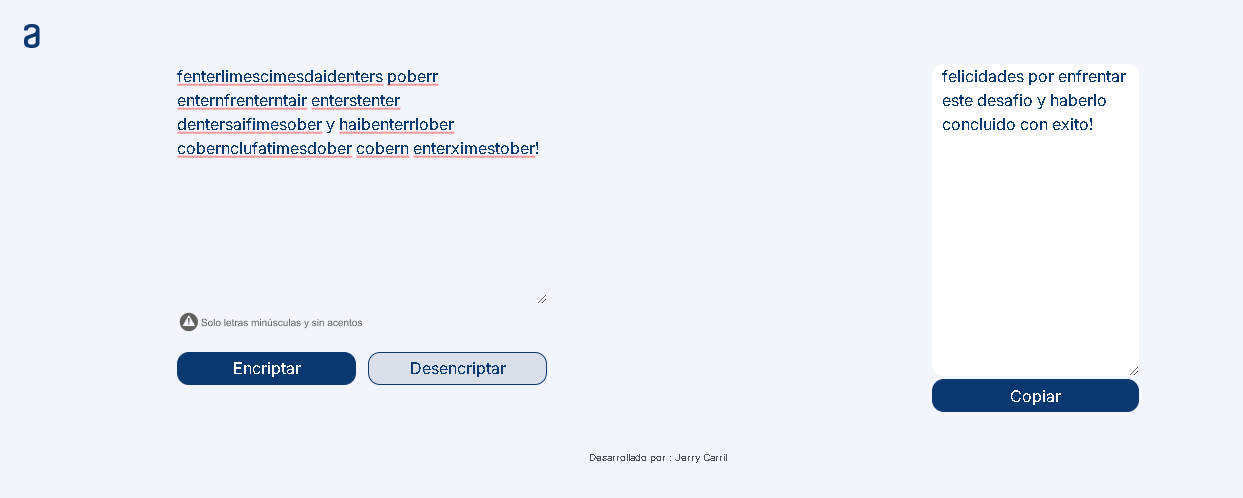 a
fenterlimescimesdaidenters poberr
enternfrenterntair enterstenter
dentersaifimesober y haibenterrlober
cobernclufatimesdober cobern enterximestober!
Solo letras minúsculas y sin acentos
Encriptar
Desencriptar
felicidades por enfrentar
este desafio y haberlo
concluido con exito!
Copiar
Desarrollado por : Jerry Carril